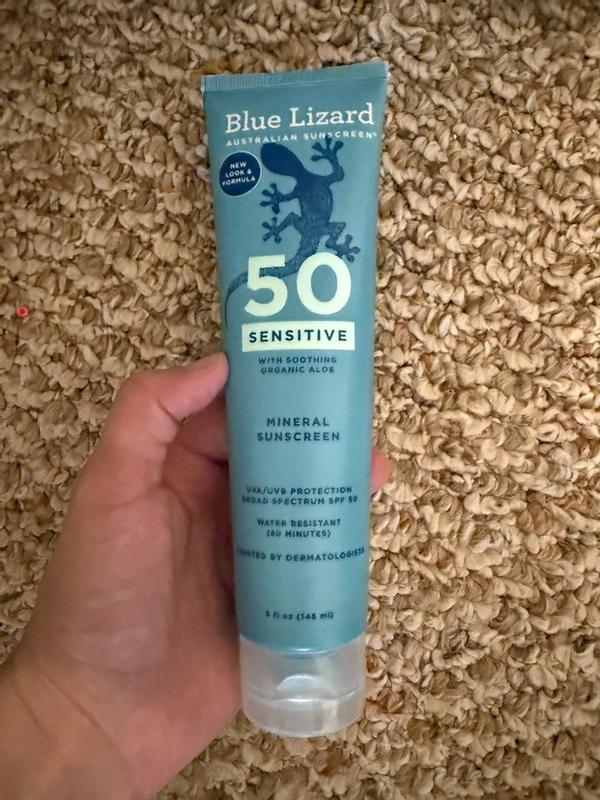 Blue Lizard
AUSTRALIAN SUNSCREEN®
NEW
LOOK &
FORMULA
50
SENSITIVE
WITH SOOTHING
ORGANIC ALOE
MINERAL
SUNSCREEN
UVA/UVB PROTECTION
BROAD SPECTRUM SPF 50
WATER RESISTANT
(80 MINUTES)
TRUSTED BY DERMATOLOGISTS
5 fl oz (148 ml)